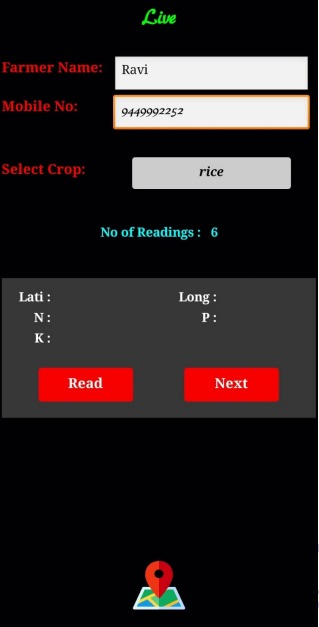 Live
Farmer Name: Ravi
Mobile No: 9449992252
Select Crop: rice
No of Readings : 6
Lati : Long :
N : P :
K :
Read Next